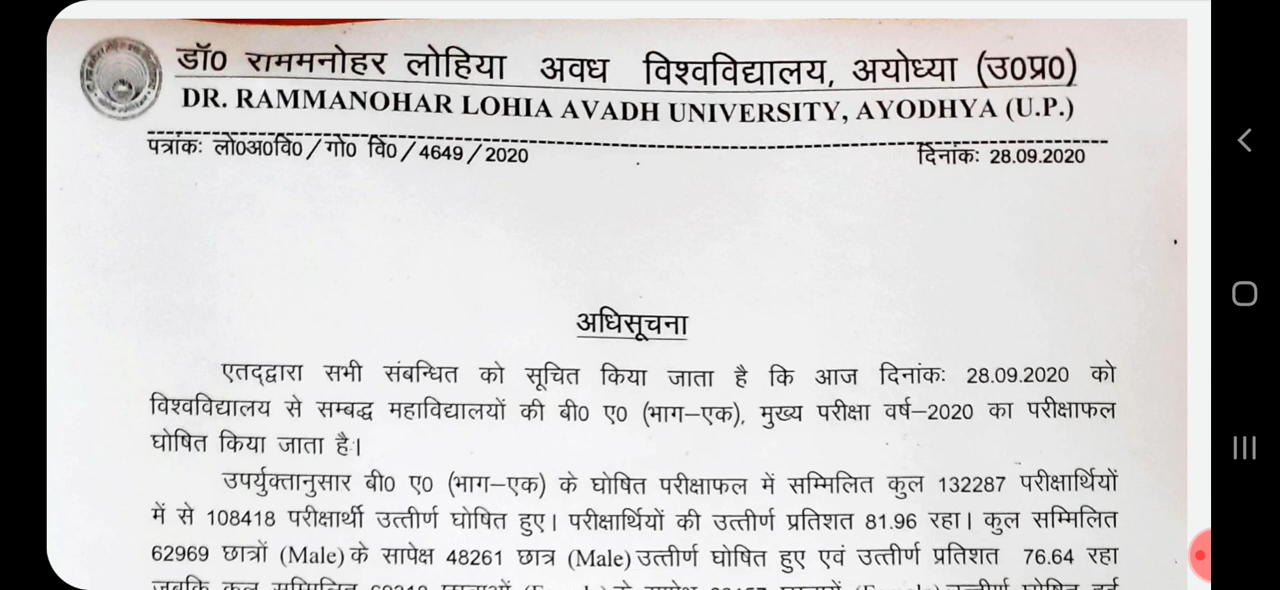 डॉ0 राममनोहर लोहिया अवध विश्वविद्यालय, अयोध्या (उ0प्र0)
DR. RAMMANOHAR LOHIA AVADH UNIVERSITY, AYODHYA (U.P.)
पत्रांकः लो0अ0वि0/गो0 वि0/4649/2020 दिनांकः 28.09.2020
अधिसूचना
एतद्द्वारा सभी संबन्धित को सूचित किया जाता है कि आज दिनांकः 28.09.2020 को
विश्वविद्यालय से सम्बद्ध महाविद्यालयों की बी0 ए0 (भाग–एक), मुख्य परीक्षा वर्ष–2020 का परीक्षाफल
घोषित किया जाता है।
उपर्युक्तानुसार बी0 ए0 (भाग–एक) के घोषित परीक्षाफल में सम्मिलित कुल 132287 परीक्षार्थियों
में से 108418 परीक्षार्थी उत्तीर्ण घोषित हुए। परीक्षार्थियों की उत्तीर्ण प्रतिशत 81.96 रहा। कुल सम्मिलित
62969 छात्रों (Male) के सापेक्ष 48261 छात्र (Male) उत्तीर्ण घोषित हुए एवं उत्तीर्ण प्रतिशत 76.64 रहा
जबकि कुल सम्मिलित